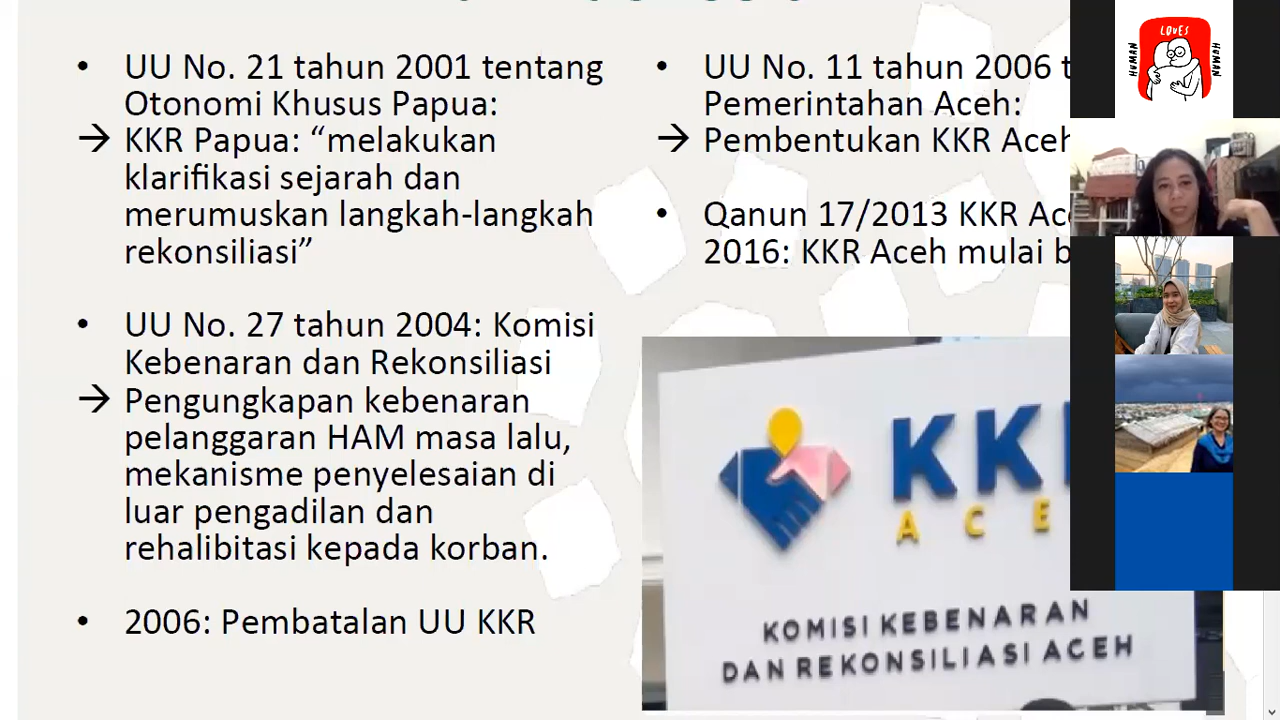 • UU No. 21 tahun 2001 tentang
Otonomi Khusus Papua:
→ KKR Papua: “melakukan
klarifikasi sejarah dan
merumuskan langkah-langkah
rekonsiliasi”
• UU No. 27 tahun 2004: Komisi
Kebenaran dan Rekonsiliasi
→ Pengungkapan kebenaran
pelanggaran HAM masa lalu,
mekanisme penyelesaian di
luar pengadilan dan
rehalibitasi kepada korban.
• 2006: Pembatalan UU KKR
• UU No. 11 tahun 2006 t
Pemerintahan Aceh:
→ Pembentukan KKR Aceh
• Qanun 17/2013 KKR Ac
2016: KKR Aceh mulai b
KK
ACE
KOMISI KEBENARAN
DAN REKONSILIASI ACEH
HUMAN
LOVES
HUMAN